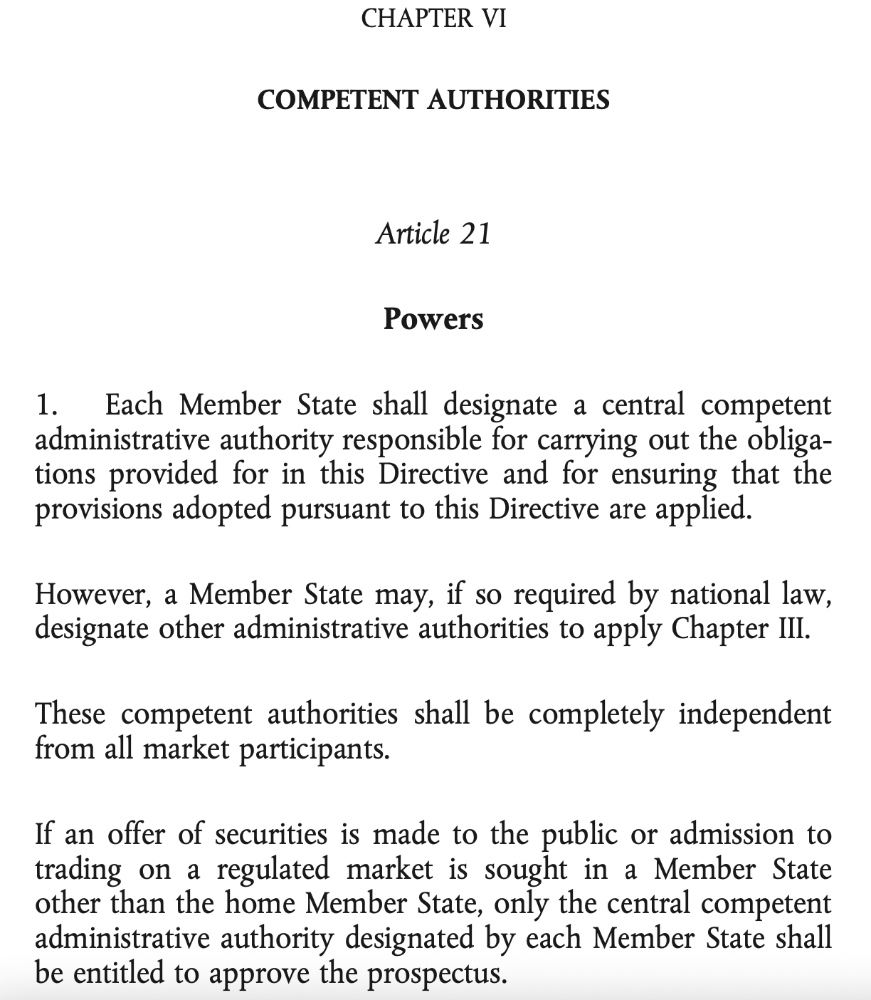 CHAPTER VI
COMPETENT AUTHORITIES
Article 21
Powers
1. Each Member State shall designate a central competent
administrative authority responsible for carrying out the obliga-
tions provided for in this Directive and for ensuring that the
provisions adopted pursuant to this Directive are applied.
However, a Member State may, if so required by national law,
designate other administrative authorities to apply Chapter III.
These competent authorities shall be completely independent
from all market participants.
If an offer of securities is made to the public or admission to
trading on a regulated market is sought in a Member State
other than the home Member State, only the central competent
administrative authority designated by each Member State shall
be entitled to approve the prospectus.